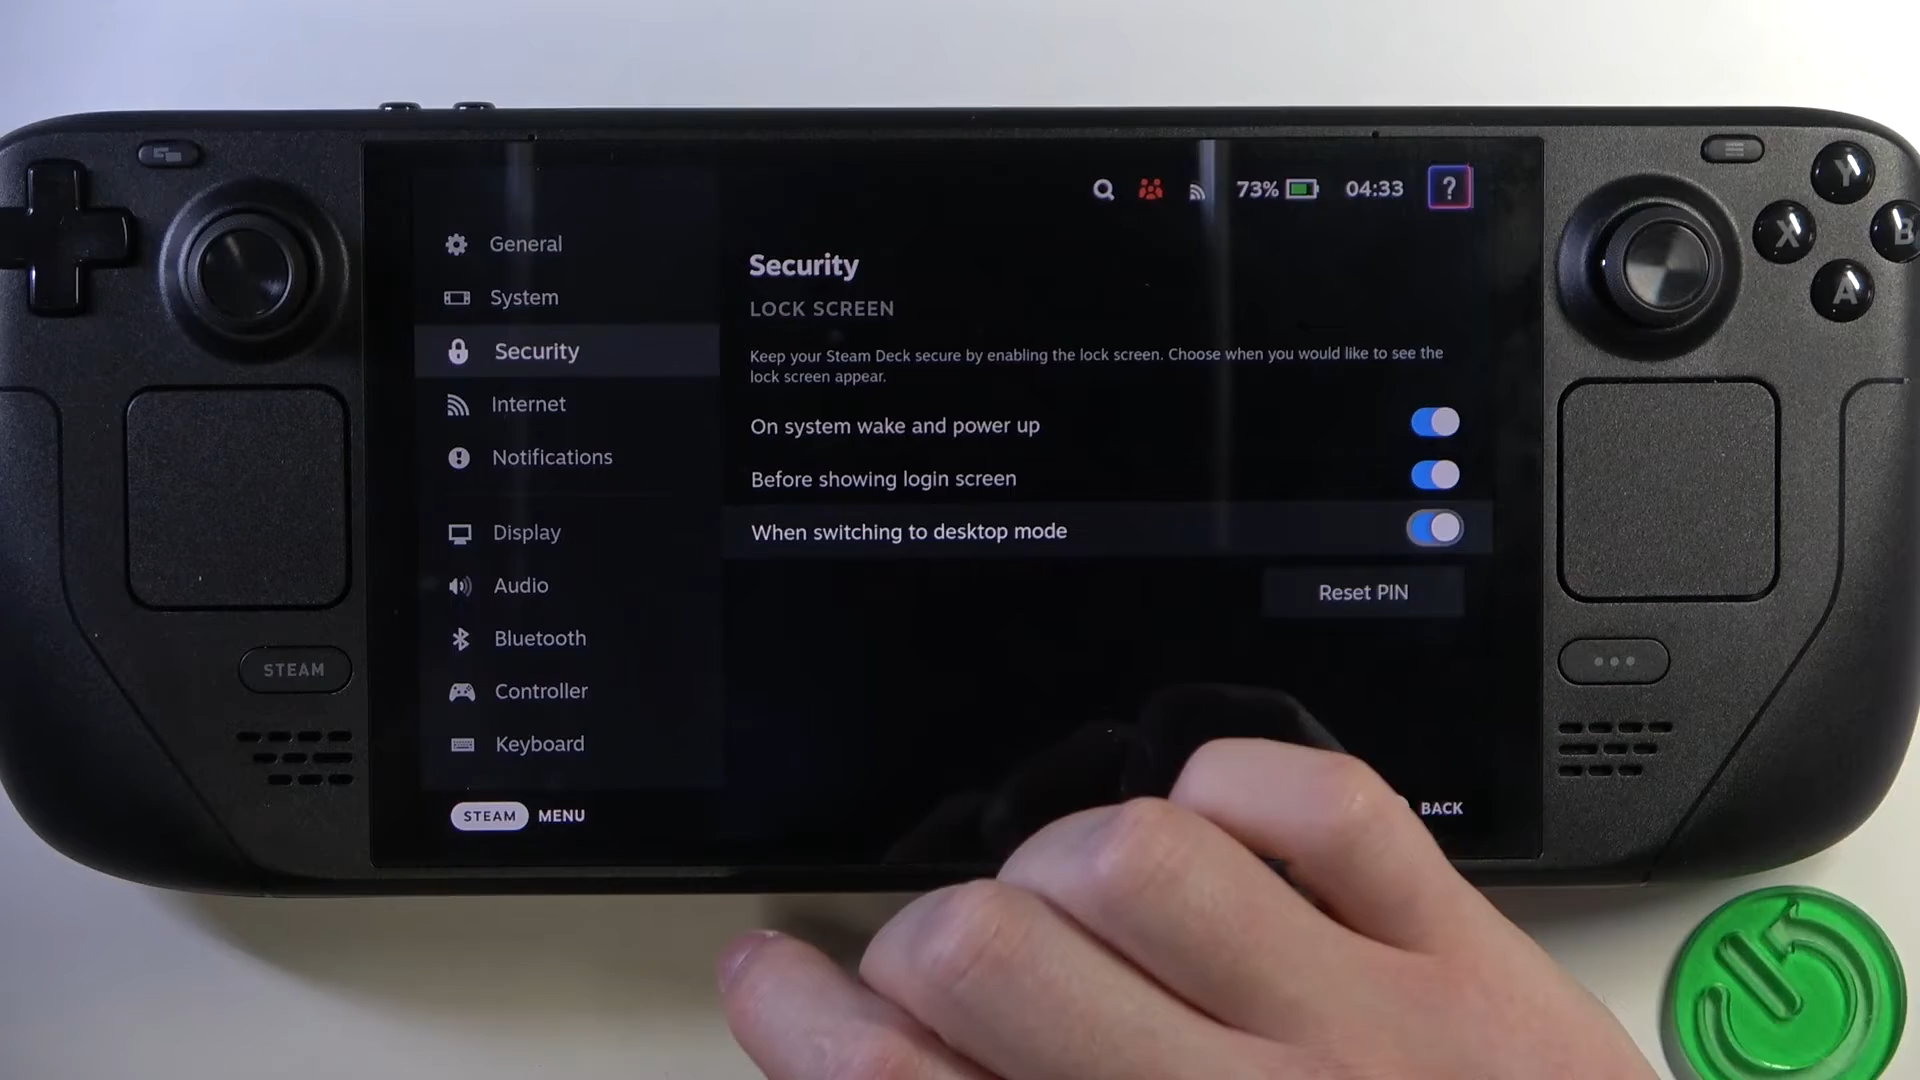 73% 04:33 ?
General
System
Security
Internet
Notifications
Display
Audio
Bluetooth
Controller
Keyboard
Security
LOCK SCREEN
Keep your Steam Deck secure by enabling the lock screen. Choose when you would like to see the
lock screen appear.
On system wake and power up
Before showing login screen
When switching to desktop mode
Reset PIN
STEAM MENU
BACK
STEAM
Y
X
B
A